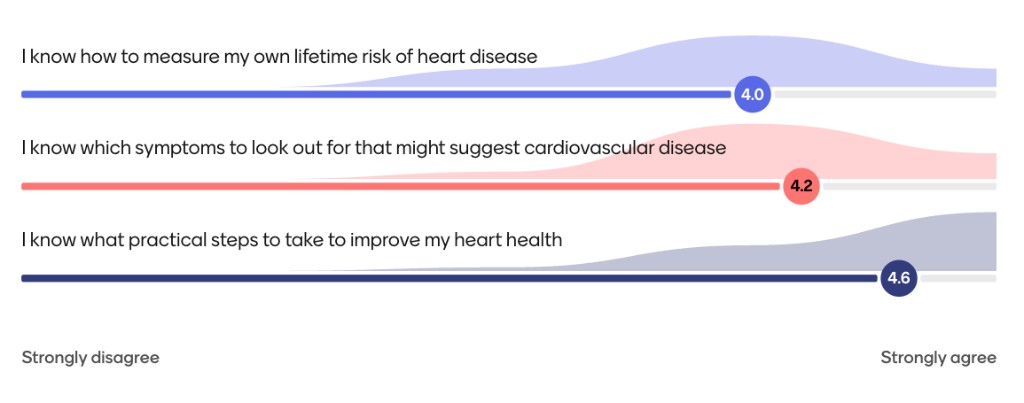 I know how to measure my own lifetime risk of heart disease
4.0
I know which symptoms to look out for that might suggest cardiovascular disease
4.2
I know what practical steps to take to improve my heart health
4.6
Strongly disagree
Strongly agree